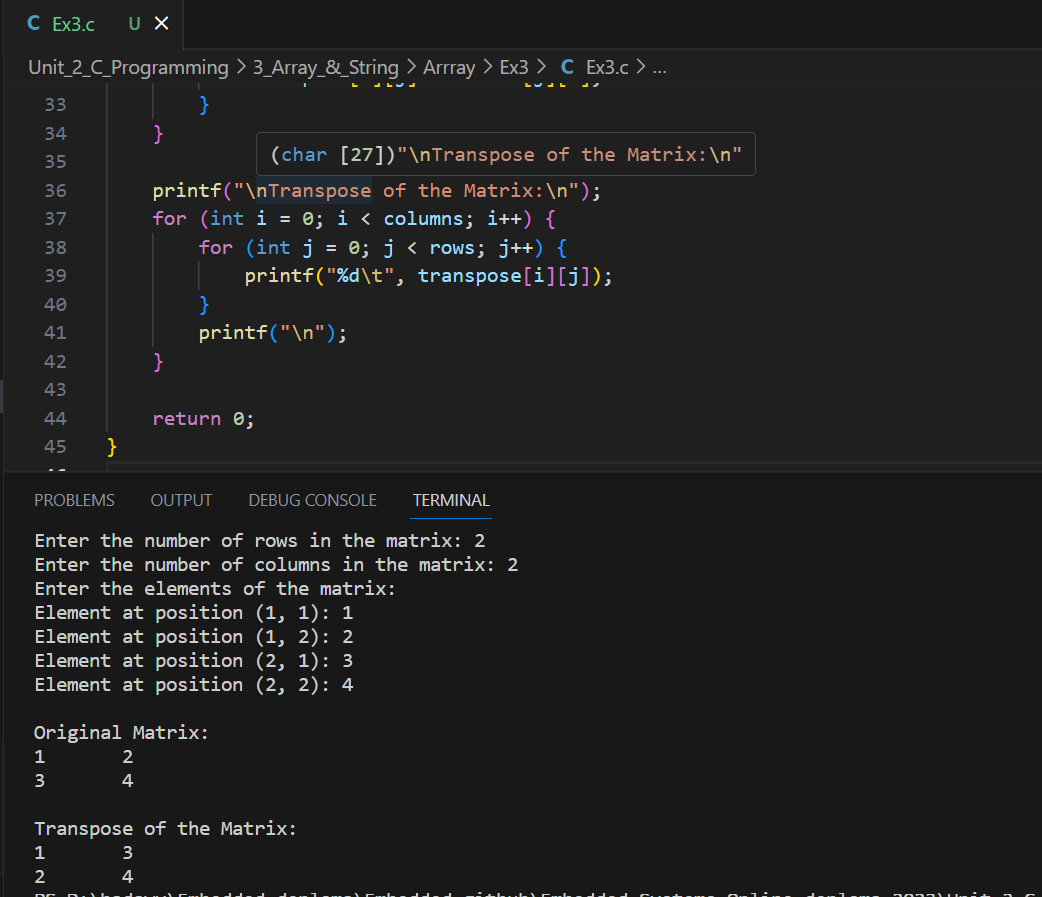 C Ex3.c U ×
Unit_2_C_Programming > 3_Array_&_String > Arrray > Ex3 > C Ex3.c > ...
33 }
34 }
(char [27])"\nTranspose of the Matrix:\n"
35
36 printf("\nTranspose of the Matrix:\n");
37 for (int i = 0; i < columns; i++) {
38 for (int j = 0; j < rows; j++) {
39 printf("%d\t", transpose[i][j]);
40 }
41 printf("\n");
42 }
43
44 return 0;
45 }
PROBLEMS OUTPUT DEBUG CONSOLE TERMINAL
Enter the number of rows in the matrix: 2
Enter the number of columns in the matrix: 2
Enter the elements of the matrix:
Element at position (1, 1): 1
Element at position (1, 2): 2
Element at position (2, 1): 3
Element at position (2, 2): 4
Original Matrix:
1 2
3 4
Transpose of the Matrix:
1 3
2 4